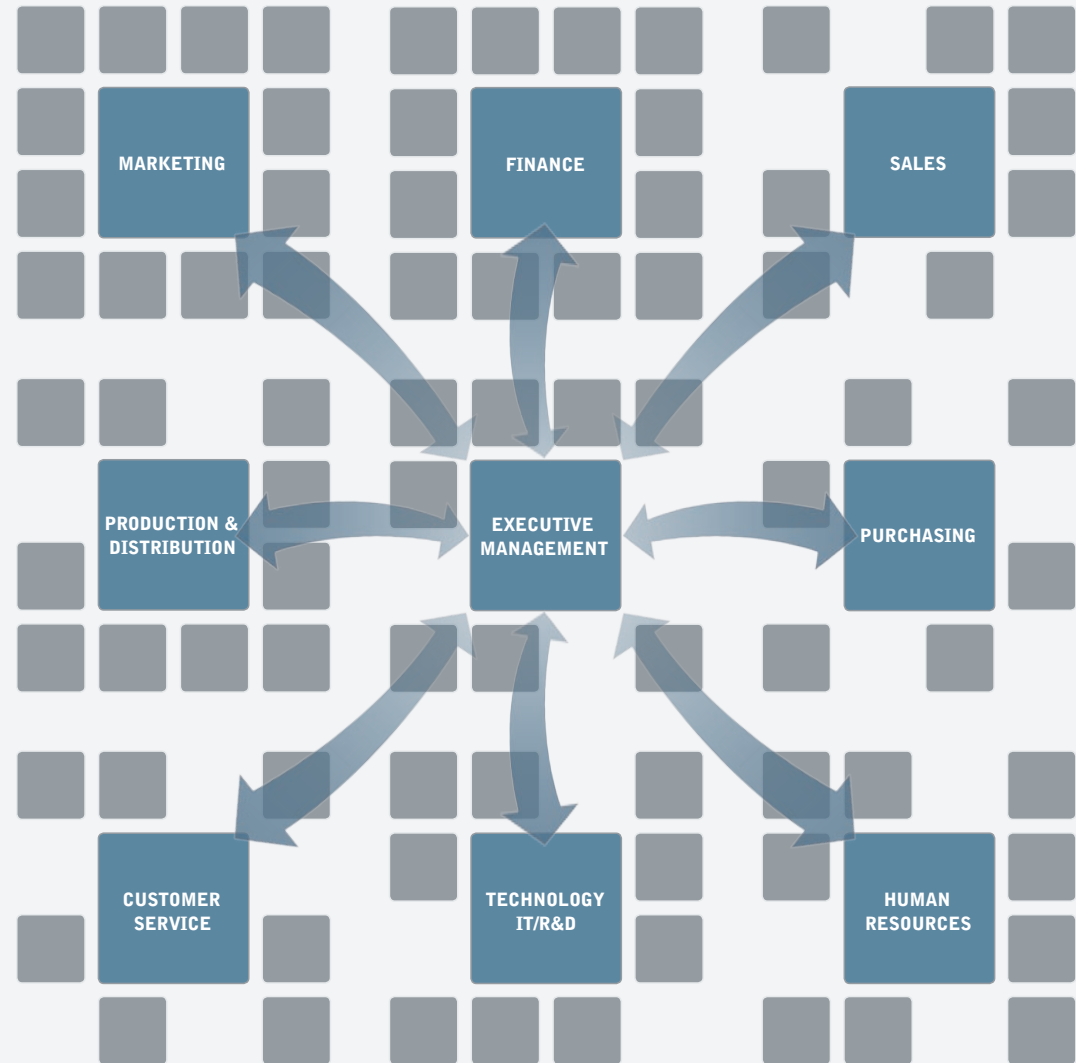 MARKETING
FINANCE
SALES
PRODUCTION &
DISTRIBUTION
EXECUTIVE
MANAGEMENT
PURCHASING
CUSTOMER
SERVICE
TECHNOLOGY
IT/R&D
HUMAN
RESOURCES